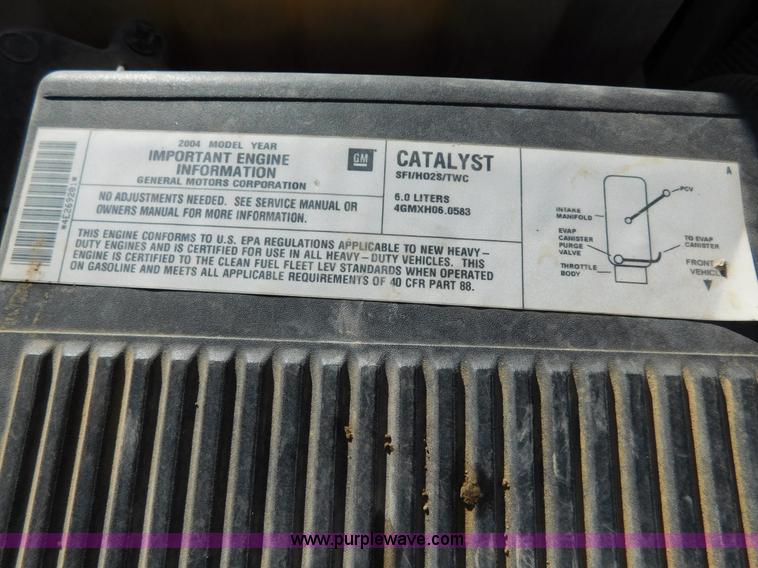 2004 MODEL YEAR
IMPORTANT ENGINE
INFORMATION
GENERAL MOTORS CORPORATION
GM
NO ADJUSTMENTS NEEDED. SEE SERVICE MANUAL OR
OWNERS MANUAL FOR MORE INFORMATION.
THIS ENGINE CONFORMS TO U.S. EPA REGULATIONS APPLICABLE TO NEW HEAVY-
DUTY ENGINES AND IS CERTIFIED FOR USE IN ALL HEAVY-DUTY VEHICLES. THIS
ENGINE IS CERTIFIED TO THE CLEAN FUEL FLEET LEV STANDARDS WHEN OPERATED
ON GASOLINE AND MEETS ALL APPLICABLE REQUIREMENTS OF 40 CFR PART 88.
CATALYST
SFI/HO2S/TWC
6.0 LITERS
4GMXH06.0583
A
PCV
INTAKE
MANIFOLD
EVAP
CANISTER
PURGE
VALVE
THROTTLE
BODY
TO EVAP
CANISTER
FRONT
VEHICLE
www.purplewave.com